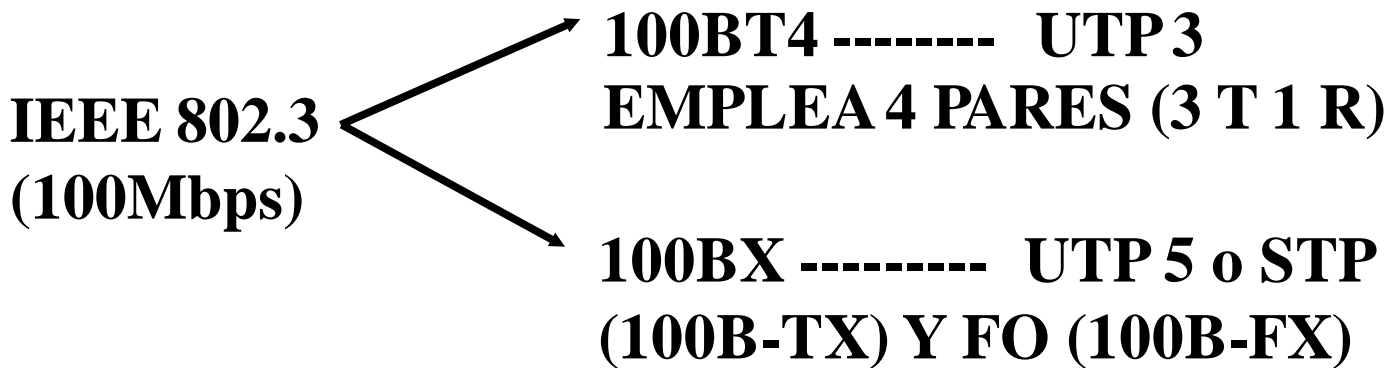 IEEE 802.3
(100Mbps)
100BT4 -------- UTP 3
EMPLEA 4 PARES (3 T 1 R)
100BX --------- UTP 5 o STP
(100B-TX) Y FO (100B-FX)